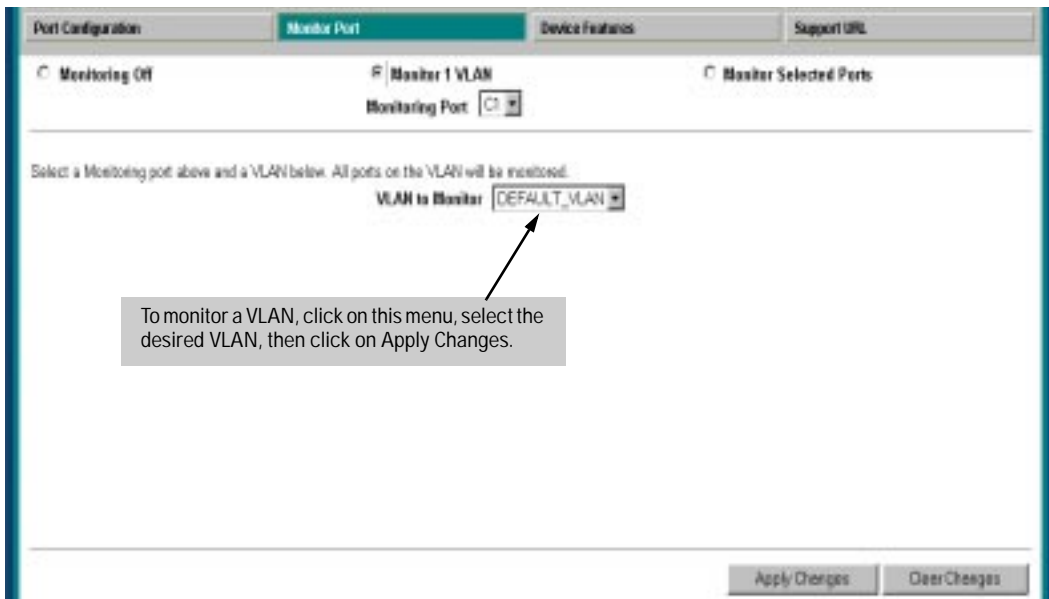 Port Configuration Monitor Port Device Features Support URL
Monitoring Off Monitor 1 VLAN Monitor Selected Ports
Monitoring Port C1
Select a Monitoring port above and a VLAN below. All ports on the VLAN will be monitored.
VLAN to Monitor DEFAULT_VLAN
To monitor a VLAN, click on this menu, select the
desired VLAN, then click on Apply Changes.
Apply Changes Clear Changes